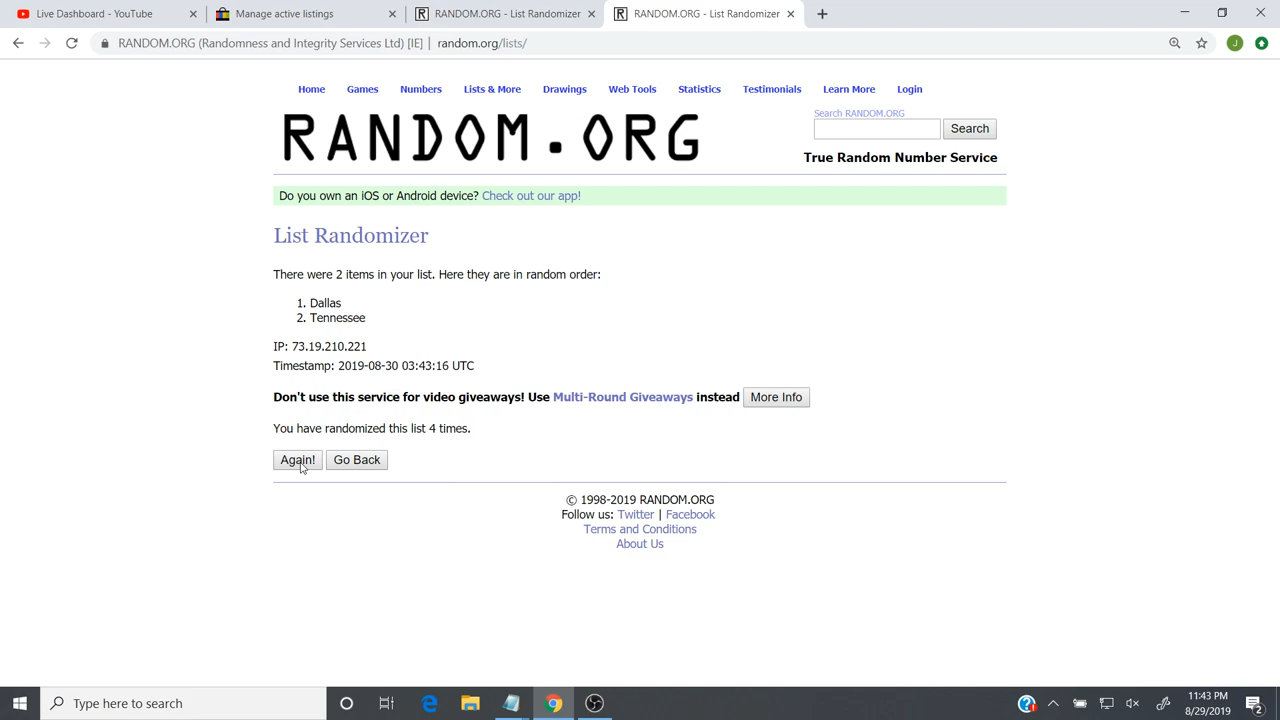 Live Dashboard - YouTube
Manage active listings
RANDOM.ORG - List Randomizer
RANDOM.ORG - List Randomizer
RANDOM.ORG (Randomness and Integrity Services Ltd) [IE] | random.org/lists/
J
Home Games Numbers Lists & More Drawings Web Tools Statistics Testimonials Learn More Login
RANDOM.ORG
Search RANDOM.ORG
Search
True Random Number Service
Do you own an iOS or Android device? Check out our app!
List Randomizer
There were 2 items in your list. Here they are in random order:
1. Dallas
2. Tennessee
IP: 73.19.210.221
Timestamp: 2019-08-30 03:43:16 UTC
Don't use this service for video giveaways! Use Multi-Round Giveaways instead More Info
You have randomized this list 4 times.
Again! Go Back
© 1998-2019 RANDOM.ORG
Follow us: Twitter | Facebook
Terms and Conditions
About Us
Type here to search
11:43 PM
8/29/2019
2